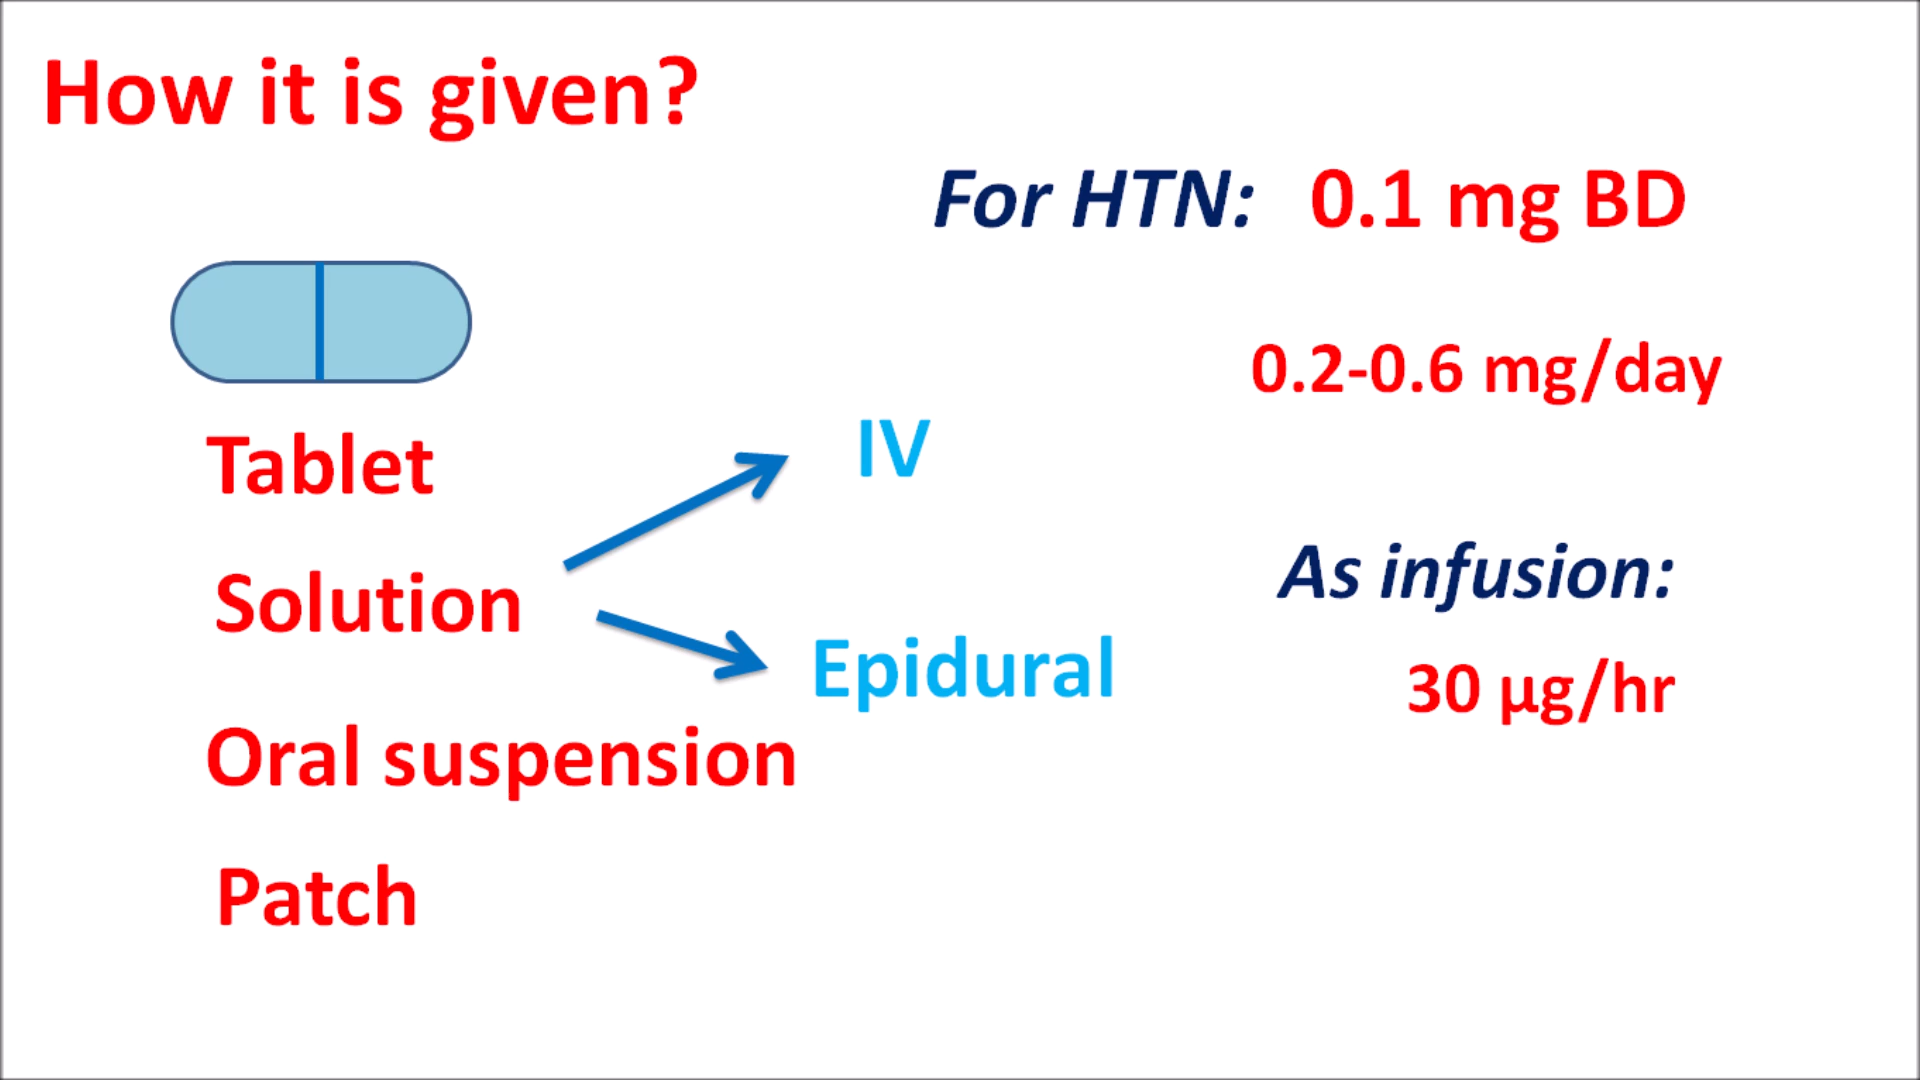 How it is given?
For HTN: 0.1 mg BD
0.2-0.6 mg/day
Tablet
Solution
IV
Epidural
Oral suspension
Patch
As infusion:
30 µg/hr